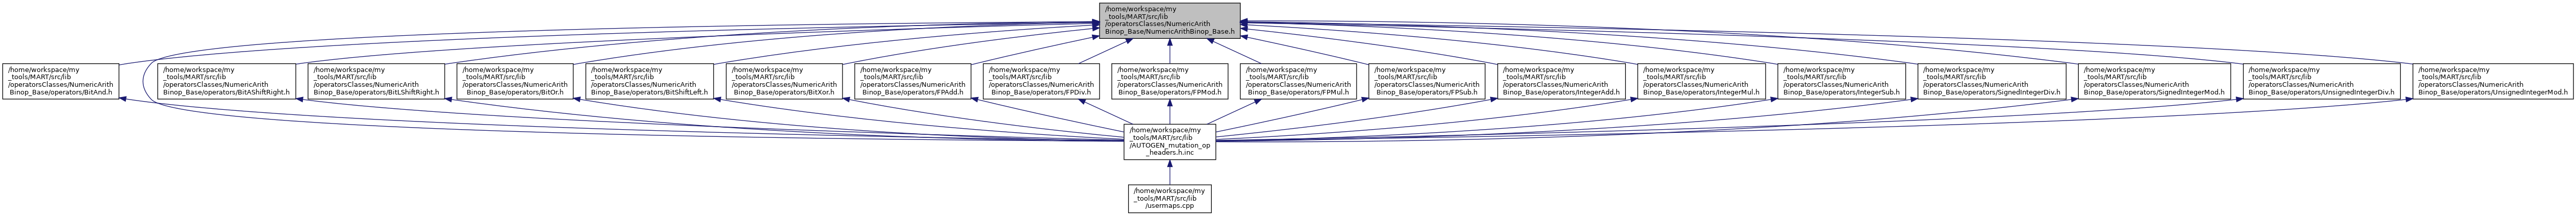 /home/workspace/my
_tools/MART/src/lib
/operatorsClasses/NumericArith
Binop_Base/NumericArithBinop_Base.h
/home/workspace/my
_tools/MART/src/lib
/operatorsClasses/NumericArith
Binop_Base/operators/BitAnd.h
/home/workspace/my
_tools/MART/src/lib
/operatorsClasses/NumericArith
Binop_Base/operators/BitAShiftRight.h
/home/workspace/my
_tools/MART/src/lib
/operatorsClasses/NumericArith
Binop_Base/operators/BitLShiftRight.h
/home/workspace/my
_tools/MART/src/lib
/operatorsClasses/NumericArith
Binop_Base/operators/BitOr.h
/home/workspace/my
_tools/MART/src/lib
/operatorsClasses/NumericArith
Binop_Base/operators/BitShiftLeft.h
/home/workspace/my
_tools/MART/src/lib
/operatorsClasses/NumericArith
Binop_Base/operators/BitXor.h
/home/workspace/my
_tools/MART/src/lib
/operatorsClasses/NumericArith
Binop_Base/operators/FPAdd.h
/home/workspace/my
_tools/MART/src/lib
/operatorsClasses/NumericArith
Binop_Base/operators/FPDiv.h
/home/workspace/my
_tools/MART/src/lib
/operatorsClasses/NumericArith
Binop_Base/operators/FPMod.h
/home/workspace/my
_tools/MART/src/lib
/operatorsClasses/NumericArith
Binop_Base/operators/FPMul.h
/home/workspace/my
_tools/MART/src/lib
/operatorsClasses/NumericArith
Binop_Base/operators/FPSub.h
/home/workspace/my
_tools/MART/src/lib
/operatorsClasses/NumericArith
Binop_Base/operators/IntegerAdd.h
/home/workspace/my
_tools/MART/src/lib
/operatorsClasses/NumericArith
Binop_Base/operators/IntegerMul.h
/home/workspace/my
_tools/MART/src/lib
/operatorsClasses/NumericArith
Binop_Base/operators/IntegerSub.h
/home/workspace/my
_tools/MART/src/lib
/operatorsClasses/NumericArith
Binop_Base/operators/SignedIntegerDiv.h
/home/workspace/my
_tools/MART/src/lib
/operatorsClasses/NumericArith
Binop_Base/operators/SignedIntegerMod.h
/home/workspace/my
_tools/MART/src/lib
/operatorsClasses/NumericArith
Binop_Base/operators/UnsignedIntegerDiv.h
/home/workspace/my
_tools/MART/src/lib
/operatorsClasses/NumericArith
Binop_Base/operators/UnsignedIntegerMod.h
/home/workspace/my
_tools/MART/src/lib
/AUTOGEN_mutation_op
_headers.h.inc
/home/workspace/my
_tools/MART/src/lib
/usermaps.cpp